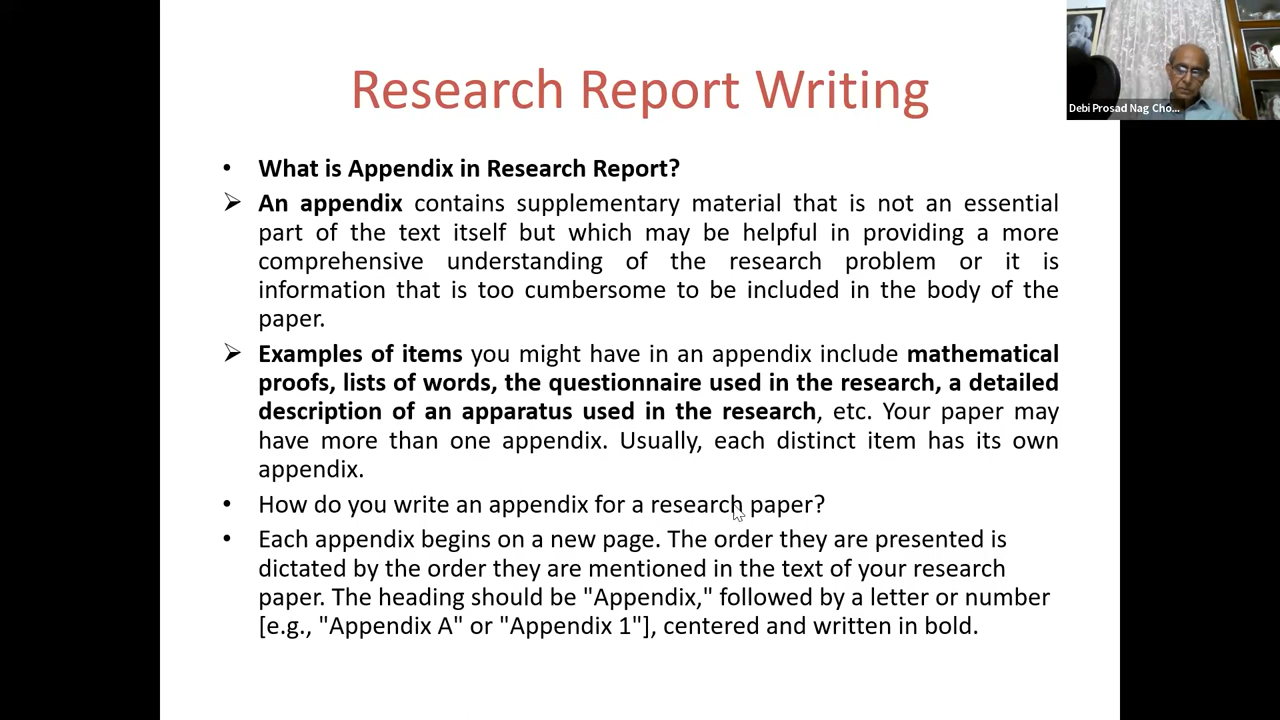 Research Report Writing
Debi Prosad Nag Cho...
• What is Appendix in Research Report?
➢ An appendix contains supplementary material that is not an essential
part of the text itself but which may be helpful in providing a more
comprehensive understanding of the research problem or it is
information that is too cumbersome to be included in the body of the
paper.
➢ Examples of items you might have in an appendix include mathematical
proofs, lists of words, the questionnaire used in the research, a detailed
description of an apparatus used in the research, etc. Your paper may
have more than one appendix. Usually, each distinct item has its own
appendix.
• How do you write an appendix for a research paper?
• Each appendix begins on a new page. The order they are presented is
dictated by the order they are mentioned in the text of your research
paper. The heading should be "Appendix," followed by a letter or number
[e.g., "Appendix A" or "Appendix 1"], centered and written in bold.